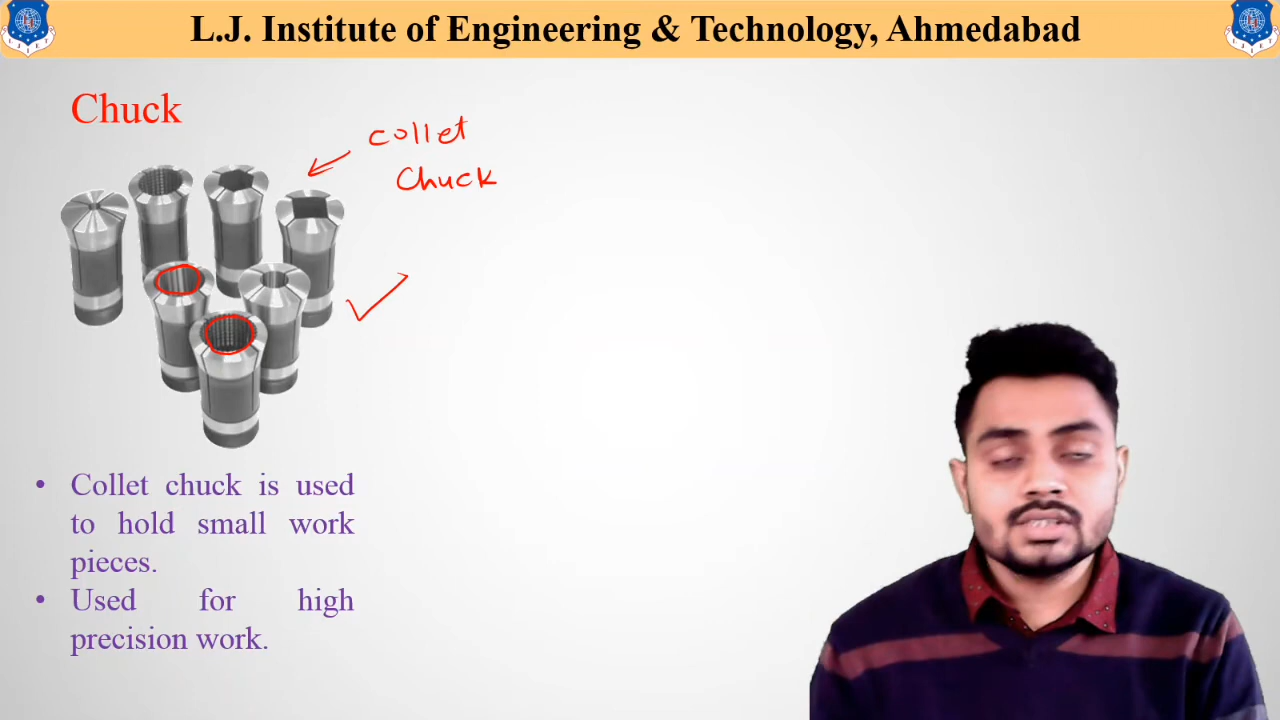 L.J. Institute of Engineering & Technology, Ahmedabad
Chuck
Collet
Chuck
• Collet chuck is used
to hold small work
pieces.
• Used for high
precision work.